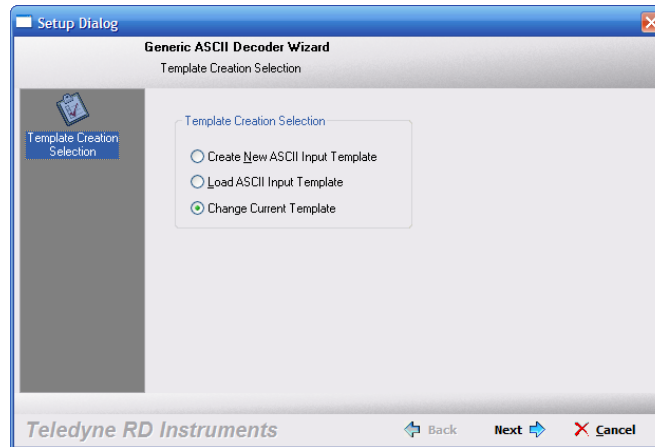 Setup Dialog
Generic ASCII Decoder Wizard
Template Creation Selection
Template Creation
Selection
Template Creation Selection
Create New ASCII Input Template
Load ASCII Input Template
Change Current Template
Teledyne RD Instruments
Back
Next
Cancel